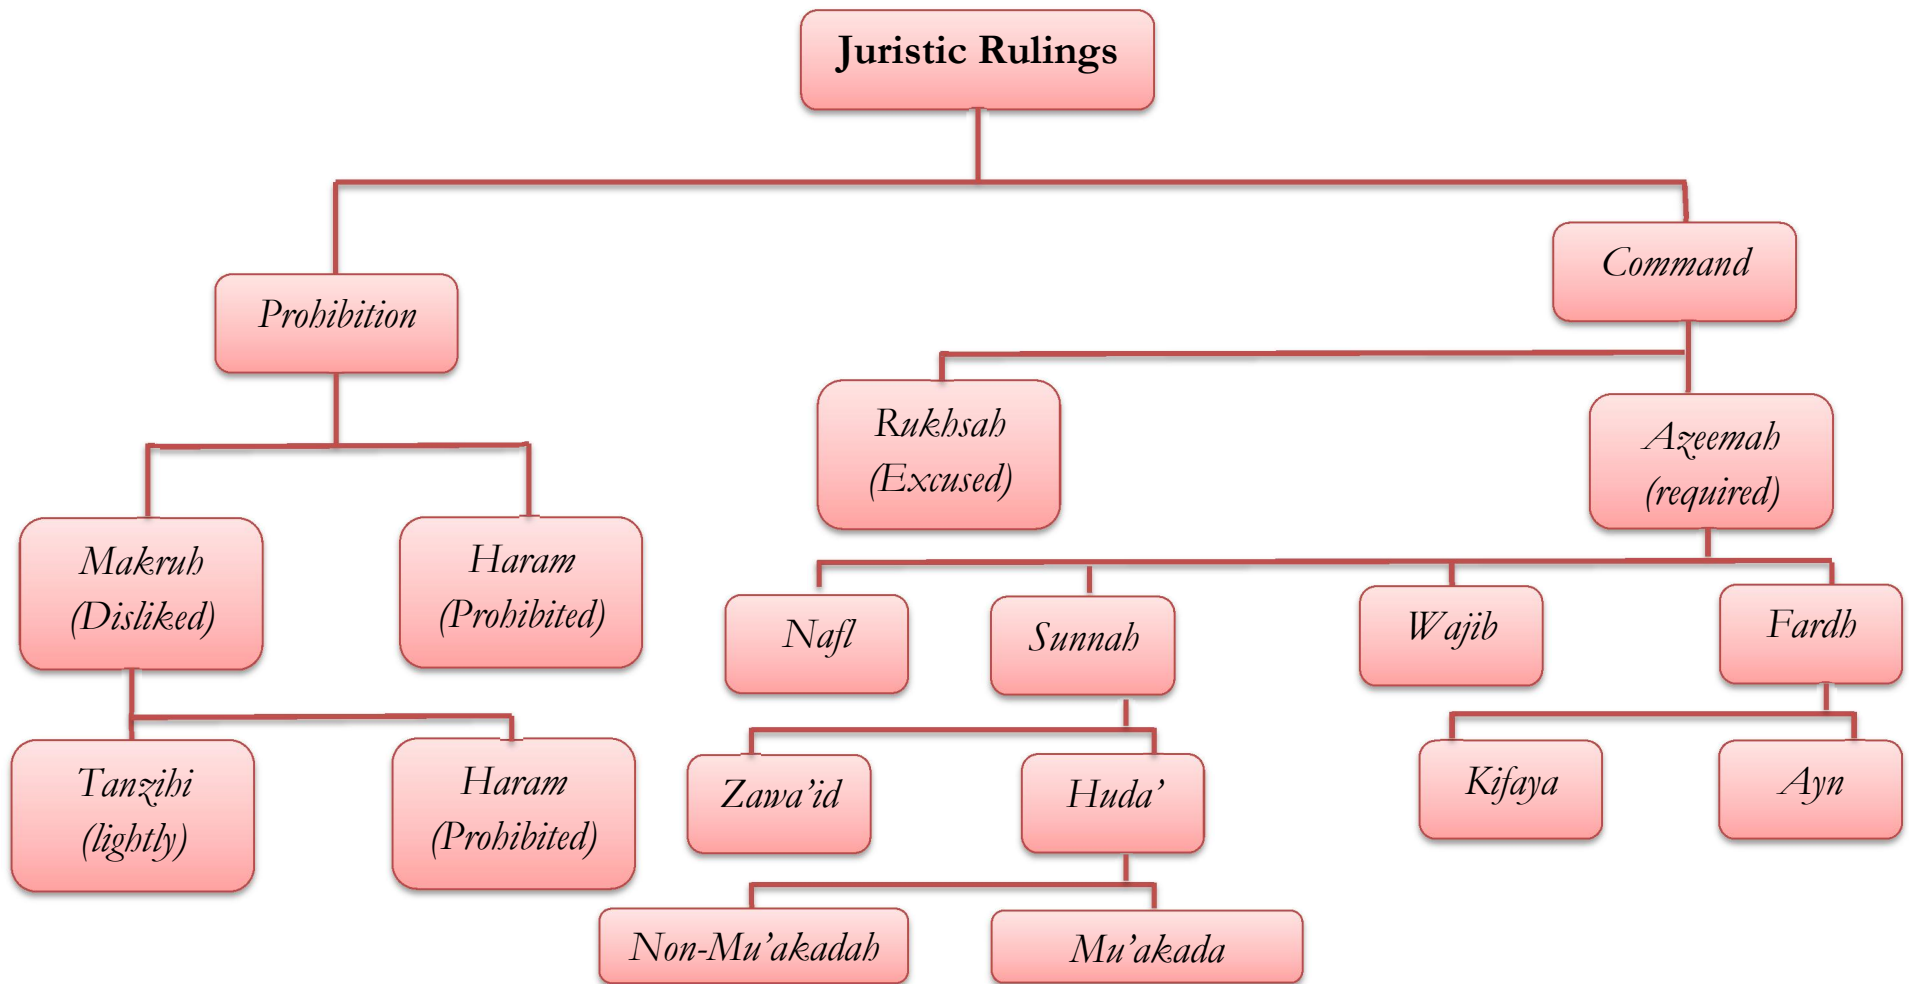 Juristic Rulings
Prohibition
Command
Rukhsah
(Excused)
Azeemah
(required)
Makruh
(Disliked)
Haram
(Prohibited)
Nafl
Sunnah
Wajib
Fardh
Tanzihi
(lightly)
Haram
(Prohibited)
Zawa’id
Huda’
Kifaya
Ayn
Non-Mu’akadah
Mu’akada